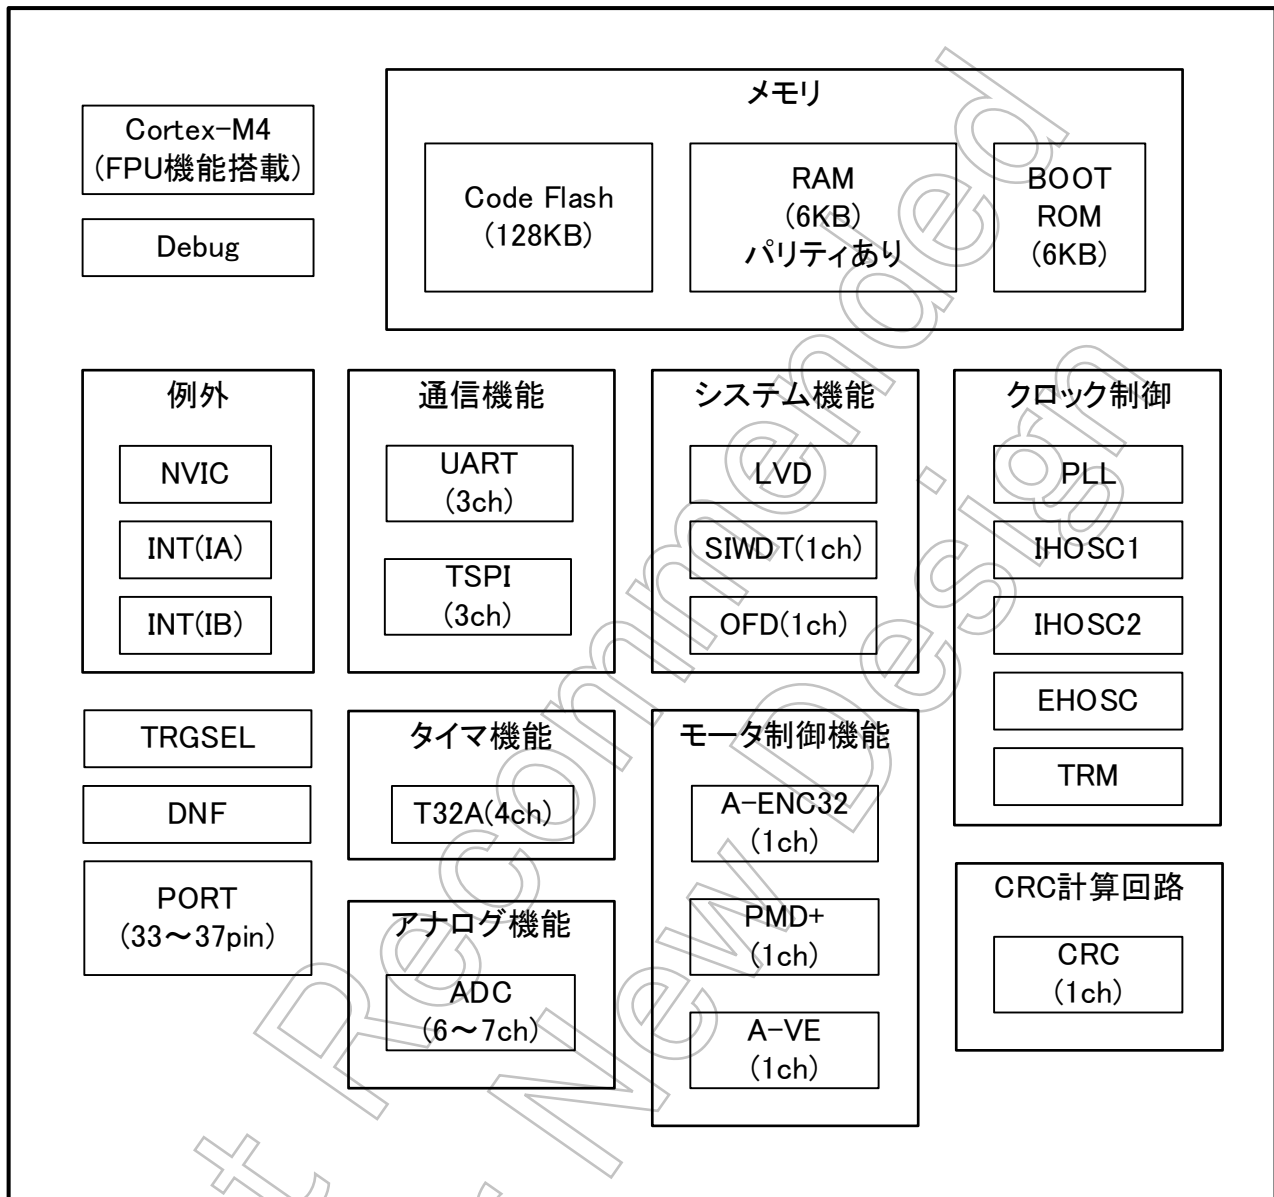 メモリ
Cortex-M4
(FPU機能搭載)
Debug
Code Flash
(128KB)
RAM
(6KB)
パリティあり
BOOT
ROM
(6KB)
例外
NVIC
INT(IA)
INT(IB)
通信機能
UART
(3ch)
TSPI
(3ch)
システム機能
LVD
SIWDT(1ch)
OFD(1ch)
クロック制御
PLL
IHOSC1
IHOSC2
EHOSC
TRM
TRGSEL
DNF
PORT
(33～37pin)
タイマ機能
T32A(4ch)
アナログ機能
ADC
(6～7ch)
モータ制御機能
A-ENC32
(1ch)
PMD+
(1ch)
A-VE
(1ch)
CRC計算回路
CRC
(1ch)
t Recommended
New Design